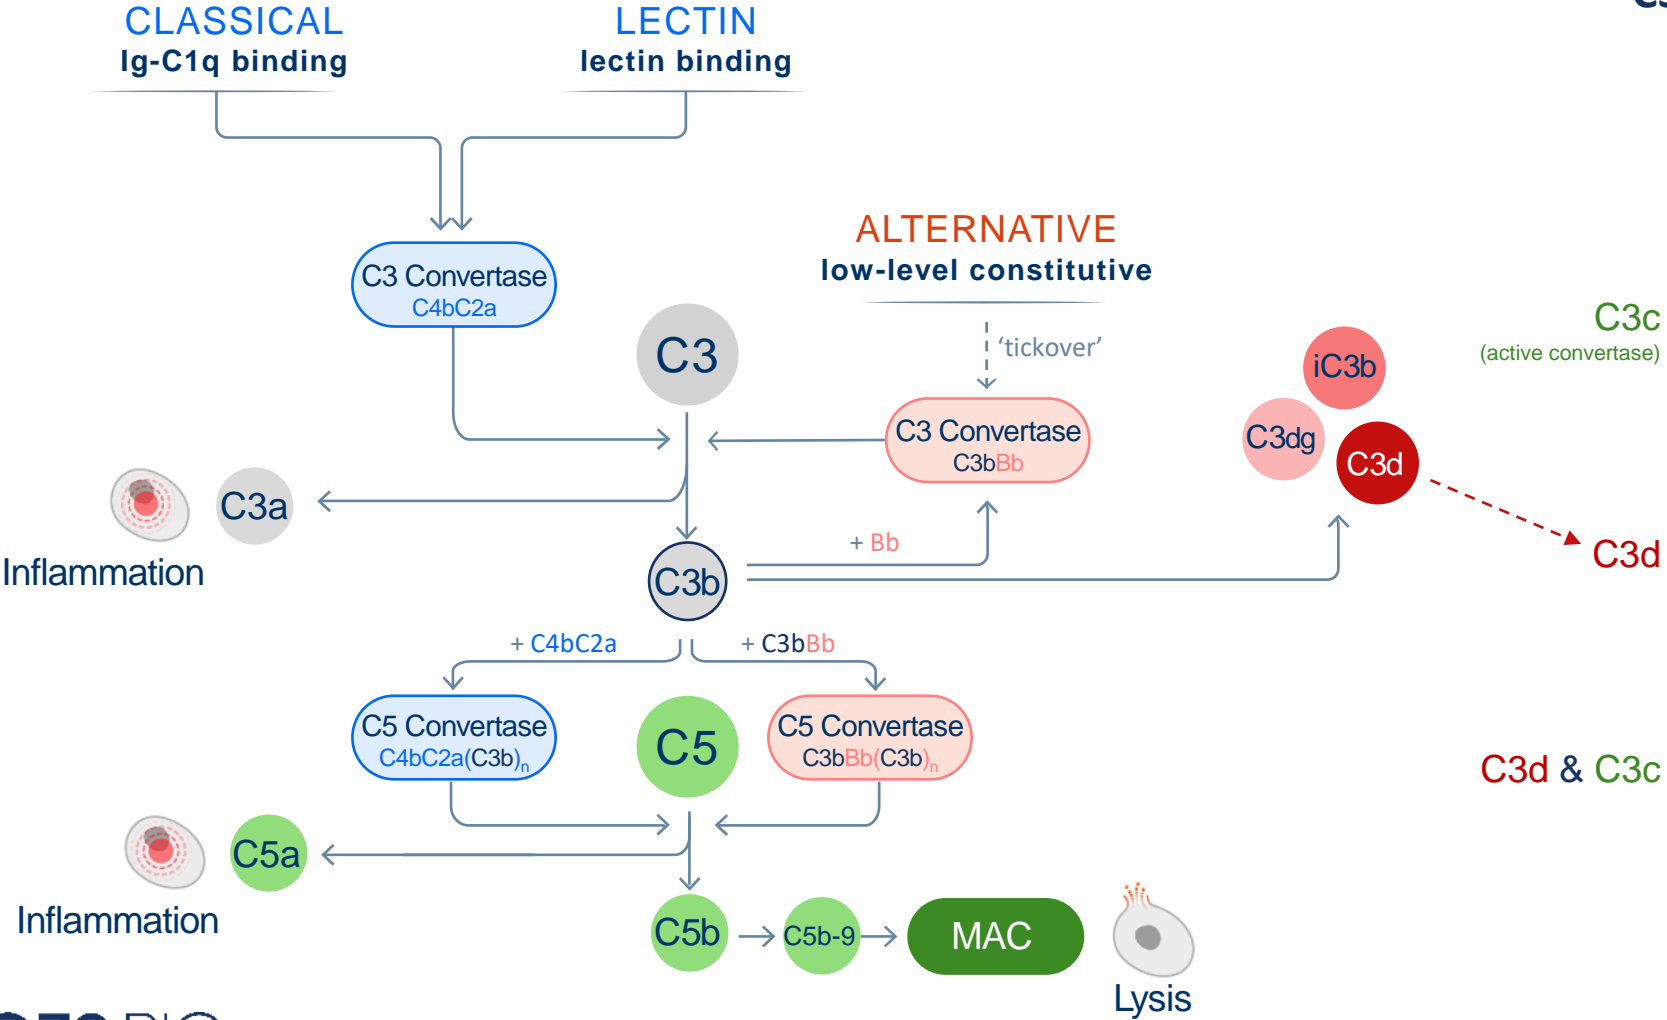 CLASSICAL
Ig-C1q binding
LECTIN
lectin binding
ALTERNATIVE
low-level constitutive
'tickover'
C3 Convertase
C4bC2a
C3
C3 Convertase
C3bBb
iC3b
C3dg
C3d
C3c
(active convertase)
C3a
Inflammation
+ Bb
C3b
C3d
+ C4bC2a
+ C3bBb
C5 Convertase
C4bC2a(C3b)n
C5
C5 Convertase
C3bBb(C3b)n
C3d & C3c
C5a
Inflammation
C5b
C5b-9
MAC
Lysis